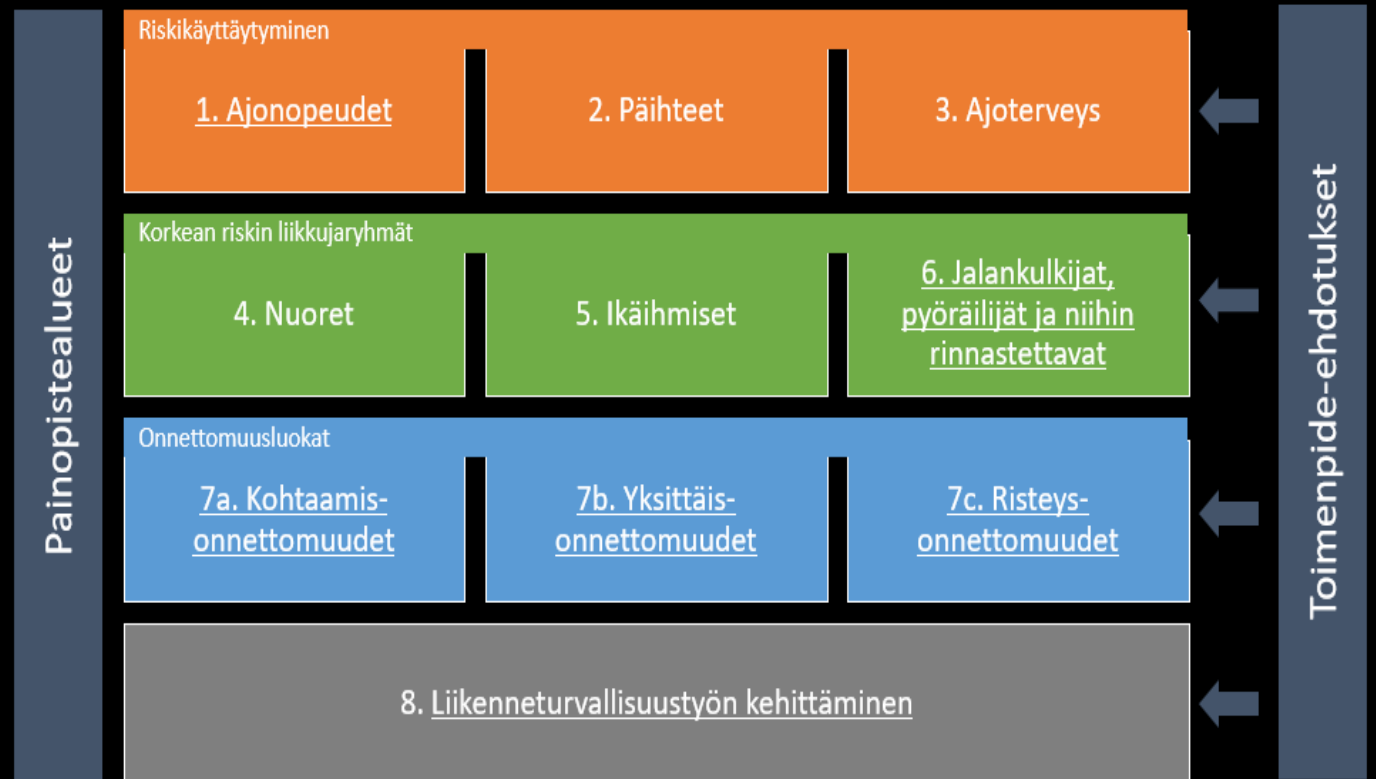 Painopistealueet
Riskikäyttäytyminen
1. Ajonopeudet
2. Päihteet
3. Ajoterveys
Korkean riskin liikkujaryhmät
4. Nuoret
5. Ikäihmiset
6. Jalankulkijat,
pyöräilijät ja niihin
rinnastettavat
Onnettomuusluokat
7a. Kohtaamis-
onnettomuudet
7b. Yksittäis-
onnettomuudet
7c. Risteys-
onnettomuudet
8. Liikenneturvallisuustyön kehittäminen
Toimenpide-ehdotukset